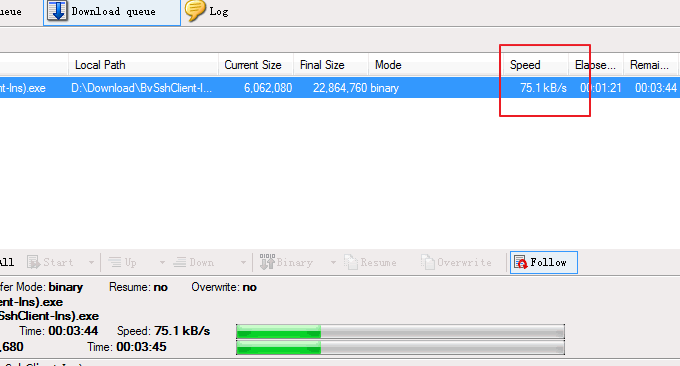 ueue Download queue Log
Local Path Current Size Final Size Mode Speed Elapse... Remai...
t-Ins).exe D:\Download\BvSshClient-I... 6,062,080 22,864,760 binary 75.1 kB/s 00:01:21 00:03:44
All Start Up Down Binary Resume Overwrite Follow
fer Mode: binary Resume: no Overwrite: no
ent-Ins).exe
SshClient-Ins).exe
Time: 00:03:44 Speed: 75.1 kB/s
,680 Time: 00:03:45